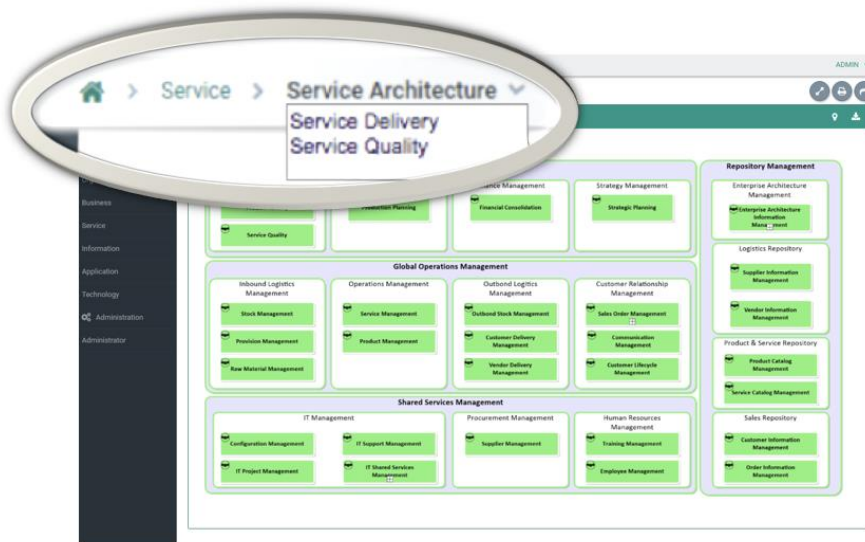 ADMIN
> Service > Service Architecture
Service Delivery
Service Quality
Business
Service
Information
Application
Technology
Administration
Administrator
Management
Strategy Management
Production Planning
Financial Consolidation
Strategic Planning
Service Quality
Global Operations Management
Inbound Logistics
Management
Stock Management
Provision Management
Raw Material Management
Operations Management
Service Management
Product Management
Outbond Logitics
Management
Outbond Stock Management
Customer Delivery
Management
Vendor Delivery
Management
Customer Relationship
Management
Sales Order Management
Communication
Management
Customer Lifecycle
Management
Shared Services Management
IT Management
Configuration Management
IT Support Management
IT Project Management
IT Shared Services
Management
Procurement Management
Supplier Management
Human Resources
Management
Training Management
Employee Management
Repository Management
Enterprise Architecture
Management
Enterprise Architecture
Information
Management
Logistics Repository
Supplier Information
Management
Vendor Information
Management
Product & Service Repository
Product Catalog
Management
Service Catalog Management
Sales Repository
Customer Information
Management
Order Information
Management